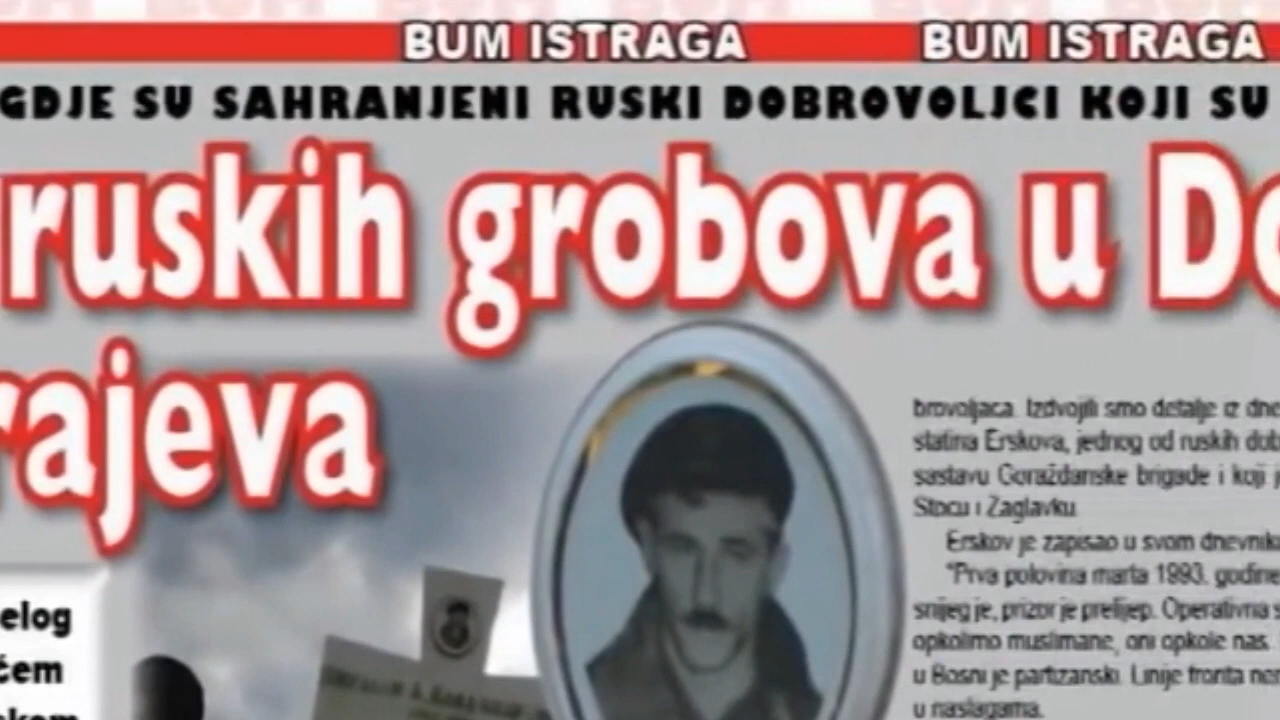 BUM ISTRAGA BUM ISTRAGA
GDJE SU SAHRANJENI RUSKI DOBROVOLJCI KOJI SU
ruskih grobova u Do
rajeva
brovoljaca. Izdvojili smo detalje iz dne
statina Erskova, jednog od ruskih dob
sastavu Goraždanske brigade i koji j
Stocu i Zaglavku.
Erskov je zapisao u svom dnevnik
"Prva polovina marta 1993. godine
snijeg je, prizor je prelijep. Operativna s
opkolimo muslimane, oni opkole nas.
u Bosni je partizanski. Linije fronta ne
u naslagama.
elog
čem
kom